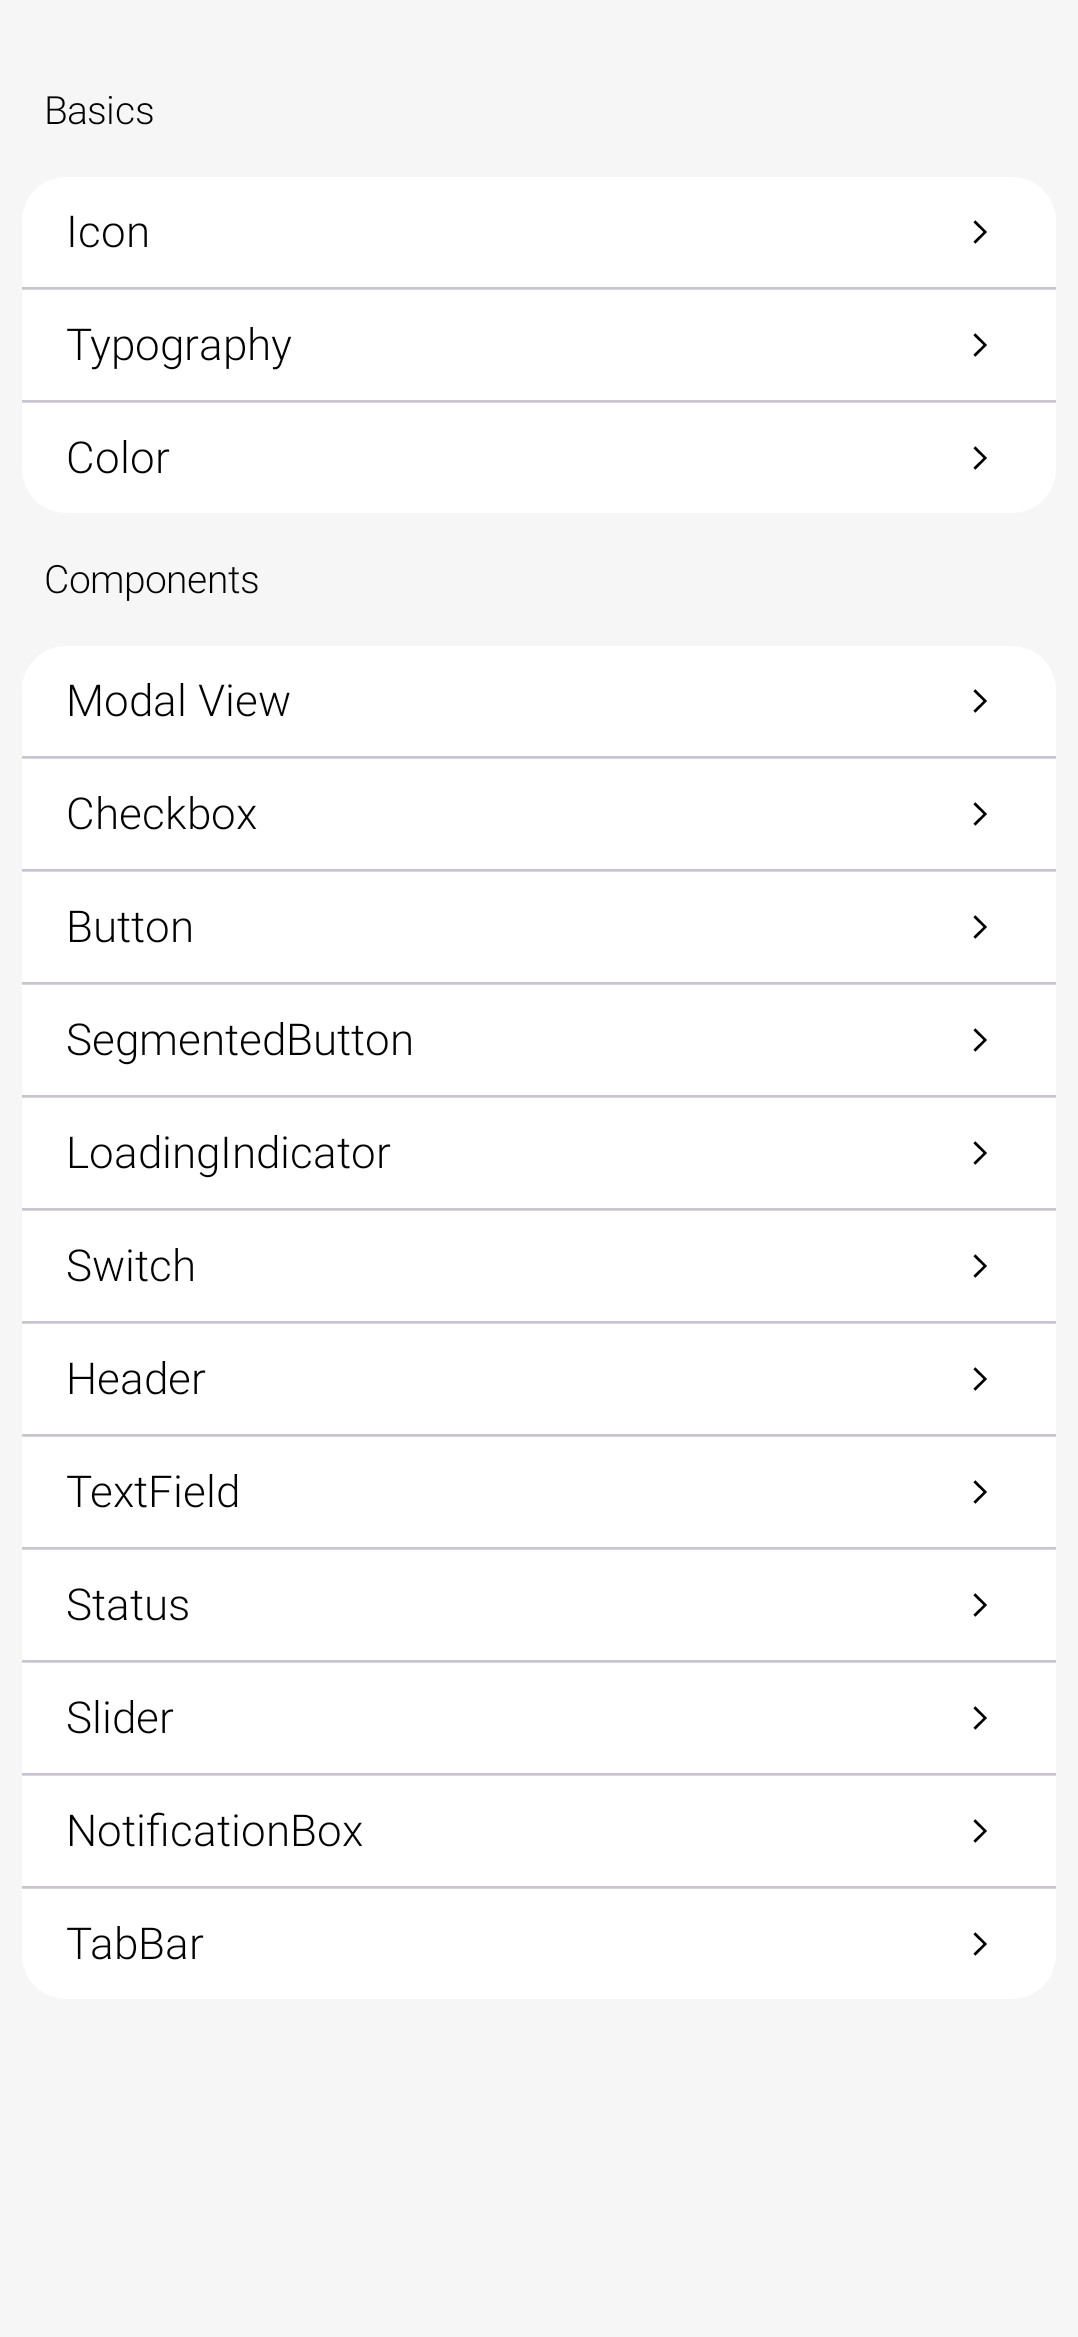 Basics
Icon
Typography
Color
Components
Modal View
Checkbox
Button
SegmentedButton
LoadingIndicator
Switch
Header
TextField
Status
Slider
NotificationBox
TabBar